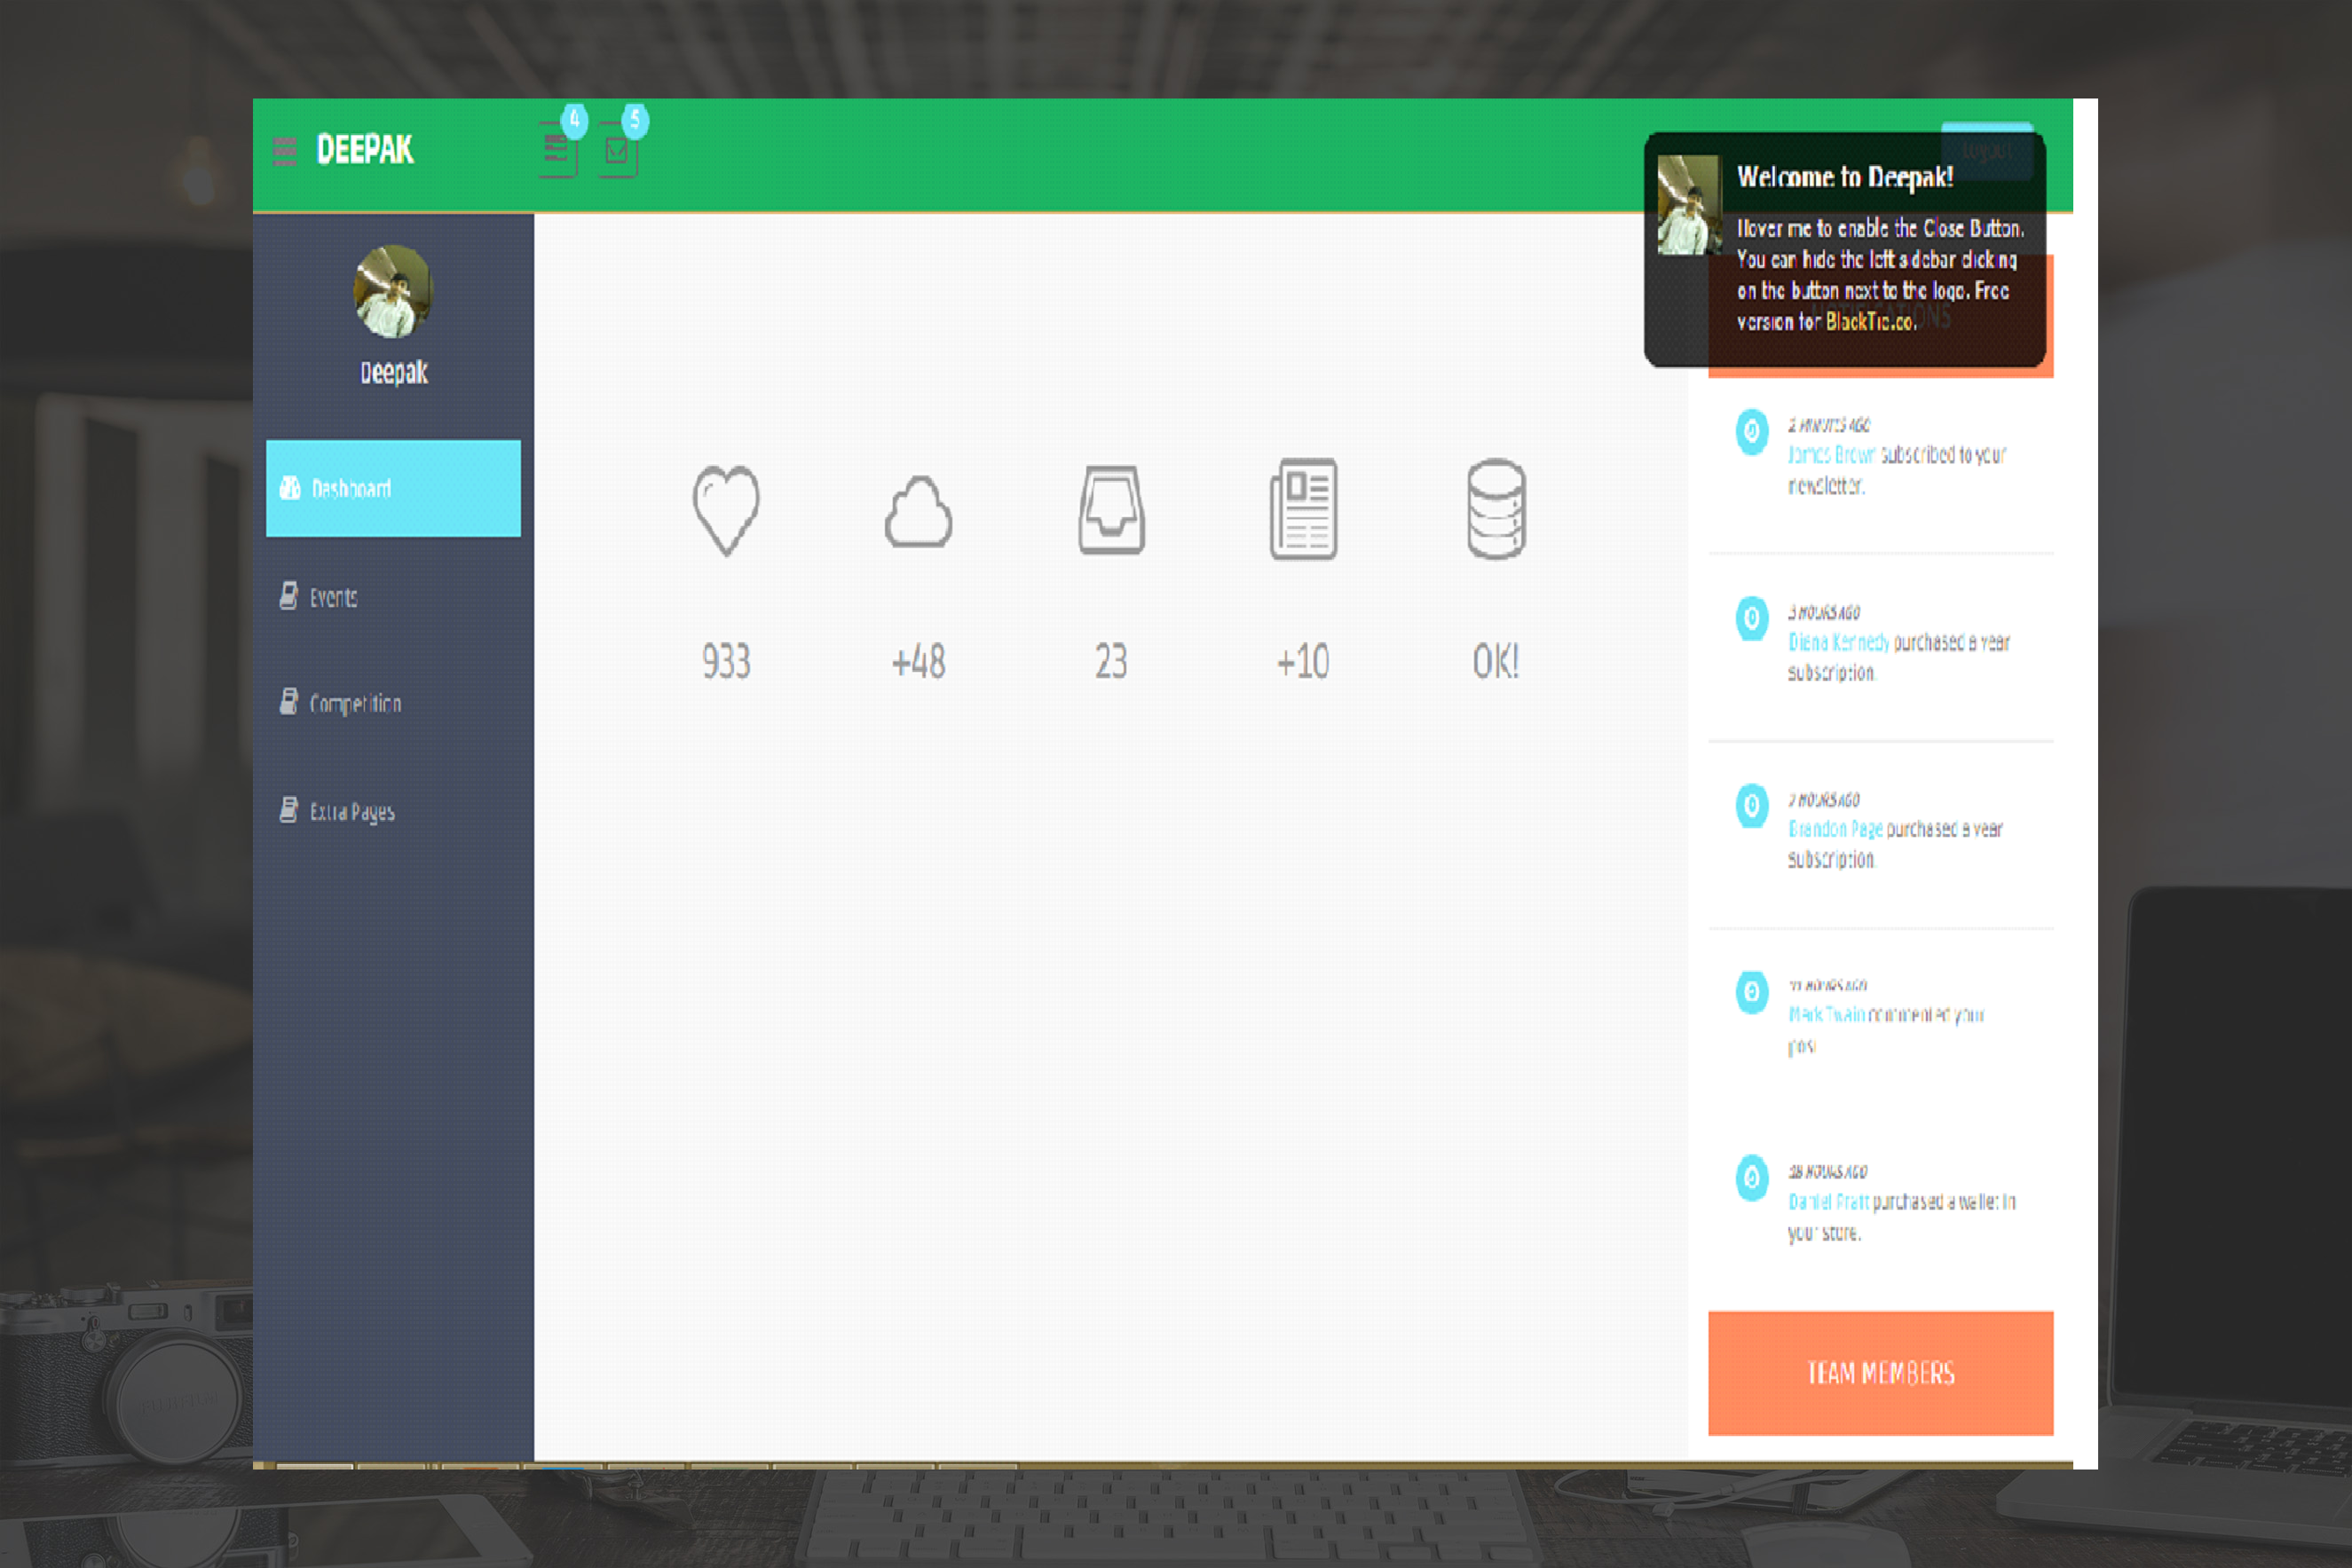 DEEPAK
4
5
Logout
Welcome to Deepak!
Hover me to enable the Close Button.
You can hide the left sidebar clicking
on the button next to the logo. Free
version for BlackTie.co.
NOTIFICATIONS
Deepak
Dashboard
Events
Competition
Extra Pages
933
+48
23
+10
OK!
2 MINUTES AGO
James Brown subscribed to your
newsletter.
3 HOURS AGO
Diana Kennedy purchased a year
subscription.
7 HOURS AGO
Brandon Page purchased a year
subscription.
11 HOURS AGO
Mark Twain commented your
post.
18 HOURS AGO
Daniel Pratt purchased a wallet in
your store.
TEAM MEMBERS
FUJIFILM